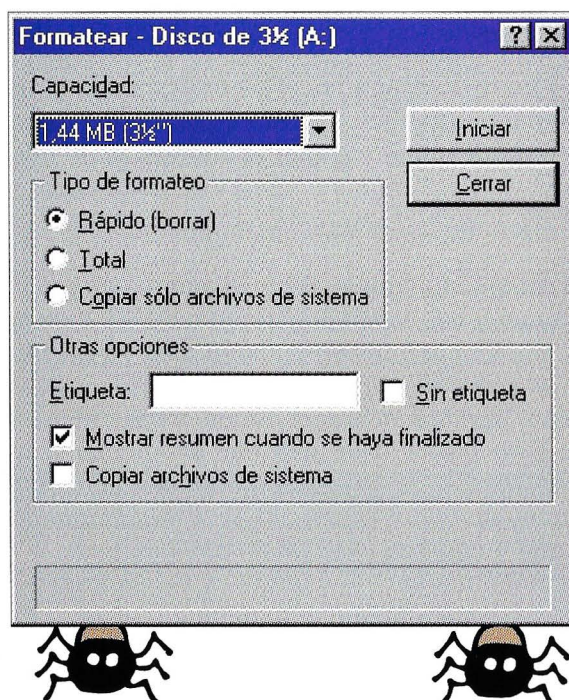 Formatear - Disco de 3½ (A:)
Capacidad:
1,44 MB (3½")
Iniciar
Cerrar
Tipo de formateo
Rápido (borrar)
Total
Copiar sólo archivos de sistema
Otras opciones
Etiqueta:
Sin etiqueta
Mostrar resumen cuando se haya finalizado
Copiar archivos de sistema